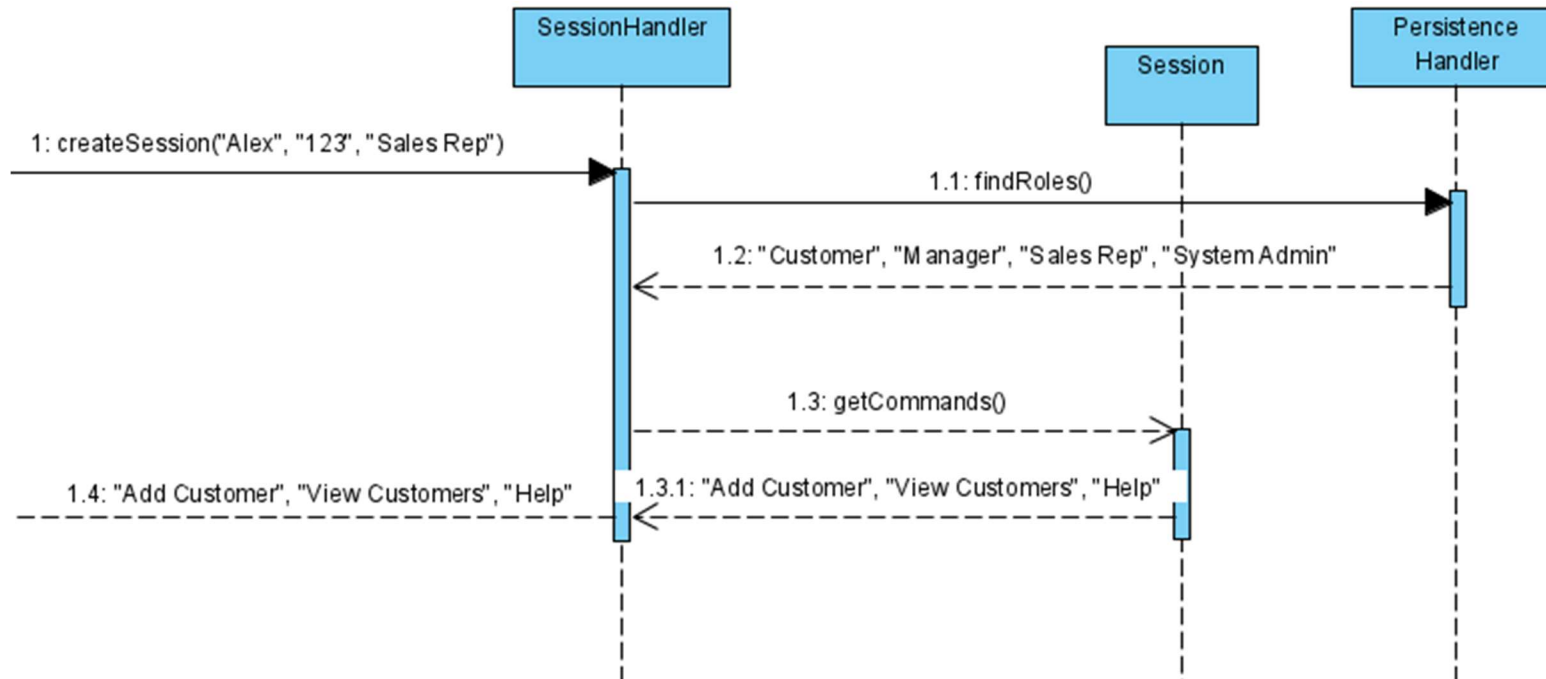 SessionHandler
Session
Persistence
Handler
1: createSession("Alex", "123", "Sales Rep")
1.1: findRoles()
1.2: "Customer", "Manager", "Sales Rep", "System Admin"
1.3: getCommands()
1.4: "Add Customer", "View Customers", "Help"
1.3.1: "Add Customer", "View Customers", "Help"